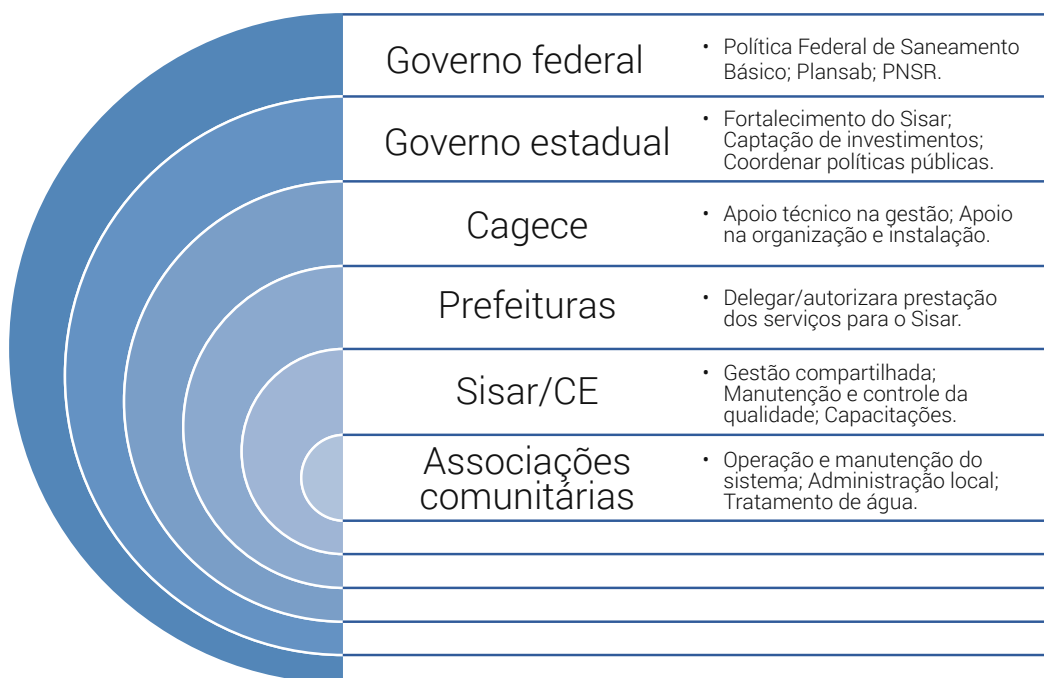 Governo federal
• Política Federal de Saneamento
Básico; Plansab; PNSR.
Governo estadual
• Fortalecimento do Sisar;
Captação de investimentos;
Coordenar políticas públicas.
Cagece
• Apoio técnico na gestão; Apoio
na organização e instalação.
Prefeituras
• Delegar/autorizara prestação
dos serviços para o Sisar.
Sisar/CE
• Gestão compartilhada;
Manutenção e controle da
qualidade; Capacitações.
Associações
comunitárias
• Operação e manutenção do
sistema; Administração local;
Tratamento de água.